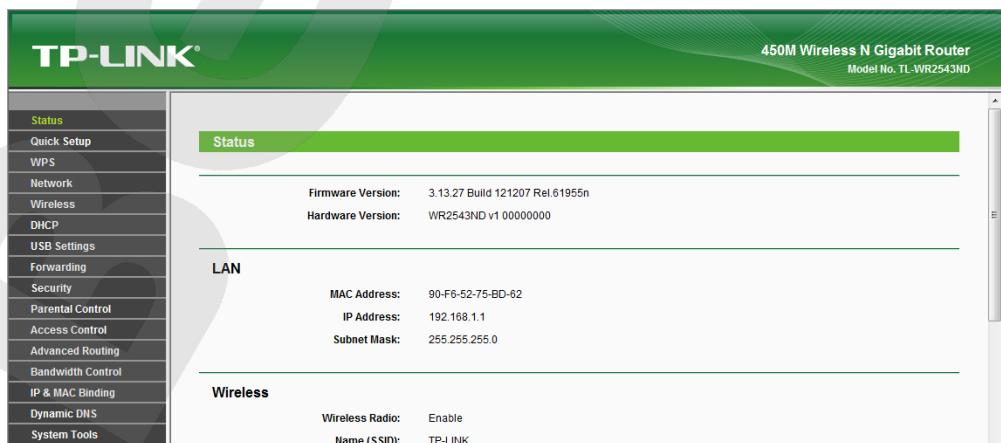 TP-LINK®
450M Wireless N Gigabit Router
Model No. TL-WR2543ND
Status
Quick Setup
WPS
Network
Wireless
DHCP
USB Settings
Forwarding
Security
Parental Control
Access Control
Advanced Routing
Bandwidth Control
IP & MAC Binding
Dynamic DNS
System Tools
Status
Firmware Version: 3.13.27 Build 121207 Rel.61955n
Hardware Version: WR2543ND v1 00000000
LAN
MAC Address: 90-F6-52-75-BD-62
IP Address: 192.168.1.1
Subnet Mask: 255.255.255.0
Wireless
Wireless Radio: Enable
Name (SSID): TP-LINK